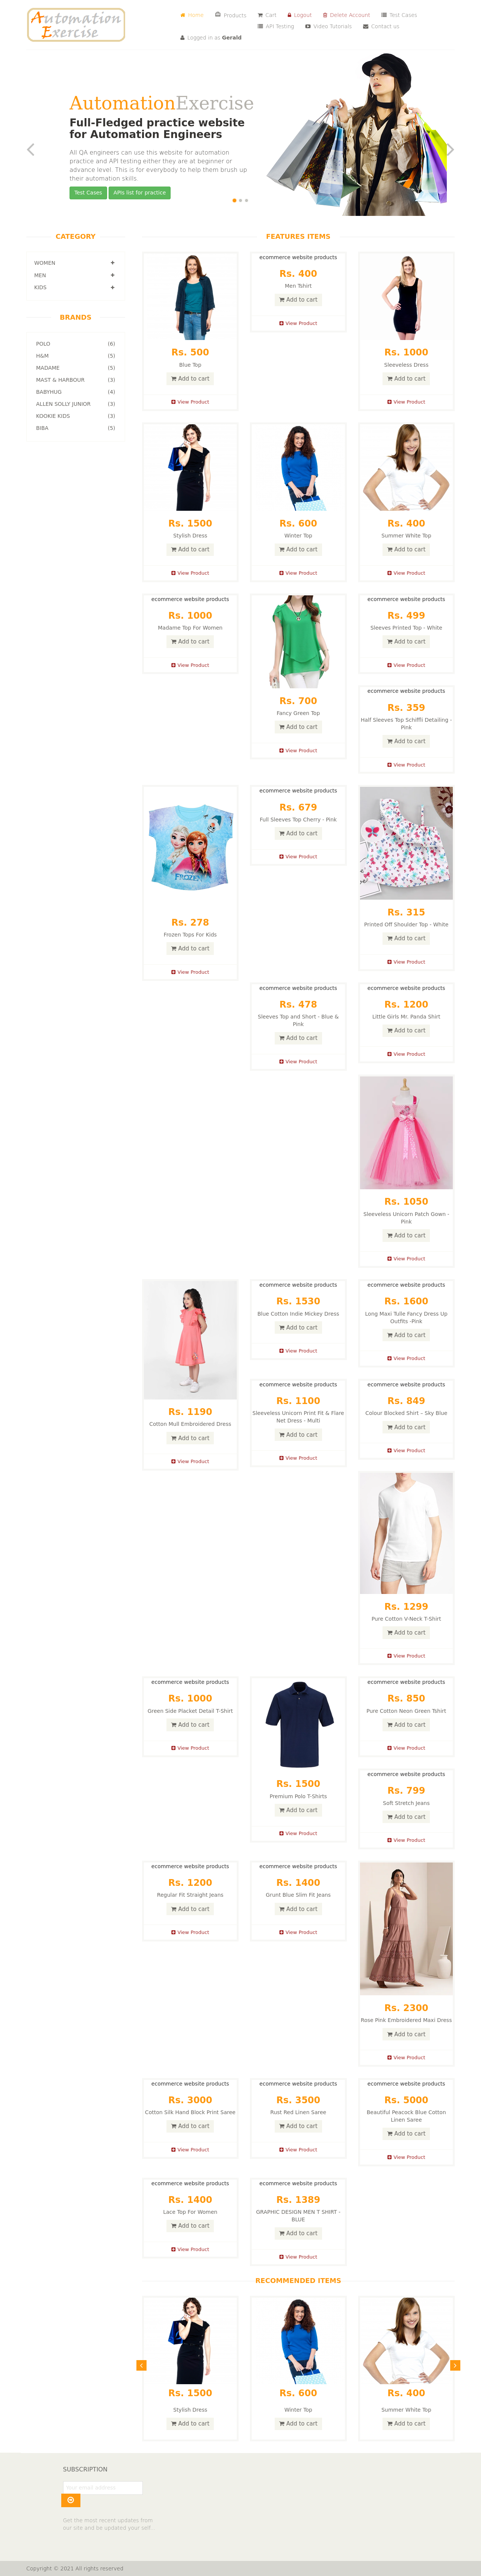 Automation
Exercise
Home Products Cart Logout Delete Account Test Cases
API Testing Video Tutorials Contact us
Logged in as Gerald
AutomationExercise
Full-Fledged practice website
for Automation Engineers
All QA engineers can use this website for automation
practice and API testing either they are at beginner or
advance level. This is for everybody to help them brush up
their automation skills.
Test Cases APIs list for practice
CATEGORY
WOMEN
MEN
KIDS
BRANDS
POLO (6)
H&M (5)
MADAME (5)
MAST & HARBOUR (3)
BABYHUG (4)
ALLEN SOLLY JUNIOR (3)
KOOKIE KIDS (3)
BIBA (5)
FEATURES ITEMS
Rs. 500
Blue Top
Add to cart
View Product
ecommerce website products
Rs. 400
Men Tshirt
Add to cart
View Product
Rs. 1000
Sleeveless Dress
Add to cart
View Product
Rs. 1500
Stylish Dress
Add to cart
View Product
Rs. 600
Winter Top
Add to cart
View Product
Rs. 400
Summer White Top
Add to cart
View Product
ecommerce website products
Rs. 1000
Madame Top For Women
Add to cart
View Product
Rs. 700
Fancy Green Top
Add to cart
View Product
ecommerce website products
Rs. 499
Sleeves Printed Top - White
Add to cart
View Product
ecommerce website products
Rs. 359
Half Sleeves Top Schiffli Detailing -
Pink
Add to cart
View Product
FROZEN
Rs. 278
Frozen Tops For Kids
Add to cart
View Product
ecommerce website products
Rs. 679
Full Sleeves Top Cherry - Pink
Add to cart
View Product
Rs. 315
Printed Off Shoulder Top - White
Add to cart
View Product
ecommerce website products
Rs. 478
Sleeves Top and Short - Blue &
Pink
Add to cart
View Product
ecommerce website products
Rs. 1200
Little Girls Mr. Panda Shirt
Add to cart
View Product
Rs. 1050
Sleeveless Unicorn Patch Gown -
Pink
Add to cart
View Product
Rs. 1190
Cotton Mull Embroidered Dress
Add to cart
View Product
ecommerce website products
Rs. 1530
Blue Cotton Indie Mickey Dress
Add to cart
View Product
ecommerce website products
Rs. 1600
Long Maxi Tulle Fancy Dress Up
Outfits -Pink
Add to cart
View Product
ecommerce website products
Rs. 1100
Sleeveless Unicorn Print Fit & Flare
Net Dress - Multi
Add to cart
View Product
ecommerce website products
Rs. 849
Colour Blocked Shirt – Sky Blue
Add to cart
View Product
Rs. 1299
Pure Cotton V-Neck T-Shirt
Add to cart
View Product
ecommerce website products
Rs. 1000
Green Side Placket Detail T-Shirt
Add to cart
View Product
Rs. 1500
Premium Polo T-Shirts
Add to cart
View Product
ecommerce website products
Rs. 850
Pure Cotton Neon Green Tshirt
Add to cart
View Product
ecommerce website products
Rs. 799
Soft Stretch Jeans
Add to cart
View Product
ecommerce website products
Rs. 1200
Regular Fit Straight Jeans
Add to cart
View Product
ecommerce website products
Rs. 1400
Grunt Blue Slim Fit Jeans
Add to cart
View Product
Rs. 2300
Rose Pink Embroidered Maxi Dress
Add to cart
View Product
ecommerce website products
Rs. 3000
Cotton Silk Hand Block Print Saree
Add to cart
View Product
ecommerce website products
Rs. 3500
Rust Red Linen Saree
Add to cart
View Product
ecommerce website products
Rs. 5000
Beautiful Peacock Blue Cotton
Linen Saree
Add to cart
View Product
ecommerce website products
Rs. 1400
Lace Top For Women
Add to cart
View Product
ecommerce website products
Rs. 1389
GRAPHIC DESIGN MEN T SHIRT -
BLUE
Add to cart
View Product
RECOMMENDED ITEMS
Rs. 1500
Stylish Dress
Add to cart
Rs. 600
Winter Top
Add to cart
Rs. 400
Summer White Top
Add to cart
SUBSCRIPTION
Your email address
Get the most recent updates from
our site and be updated your self.
Copyright © 2021 All rights reserved